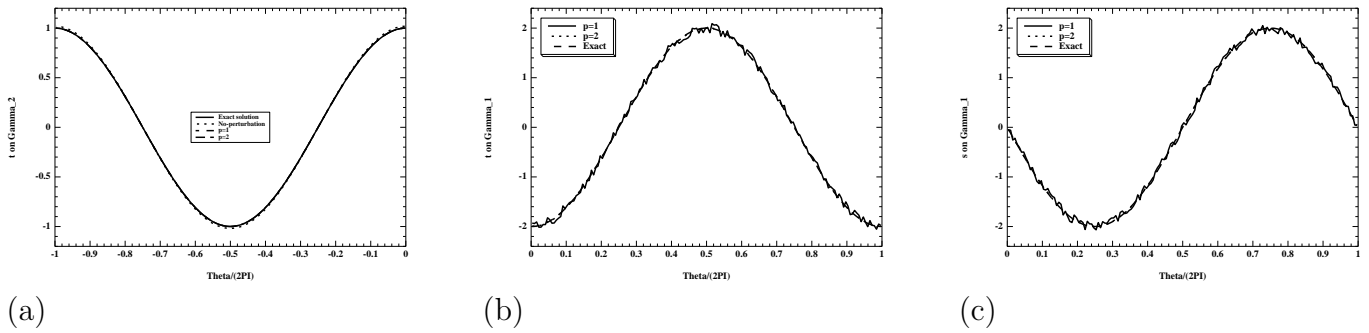 1
0.5
0
-0.5
-1
t on Gamma_2
Exact solution
No-perturbation
p=1
p=2
-1 -0.9 -0.8 -0.7 -0.6 -0.5 -0.4 -0.3 -0.2 -0.1 0
Theta/(2PI)
(a)
2
1
0
-1
-2
t on Gamma_1
p=1
p=2
Exact
0 0.1 0.2 0.3 0.4 0.5 0.6 0.7 0.8 0.9 1
Theta/(2PI)
(b)
2
1
0
-1
-2
s on Gamma_1
p=1
p=2
Exact
0 0.1 0.2 0.3 0.4 0.5 0.6 0.7 0.8 0.9 1
Theta/(2PI)
(c)